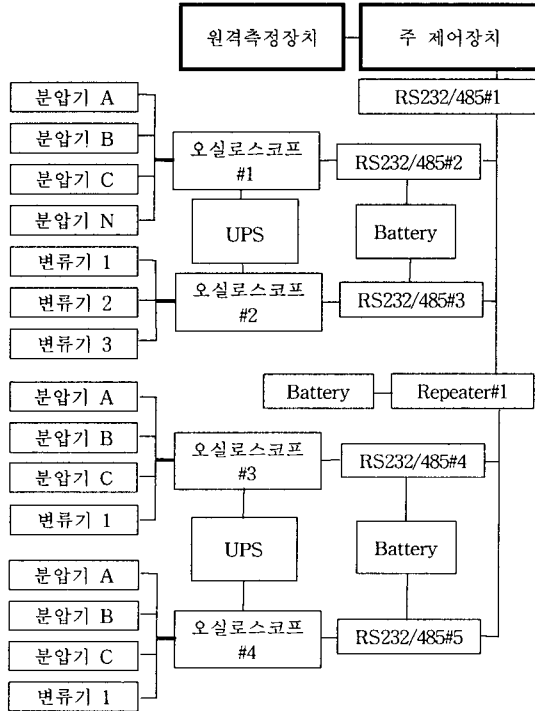 원격측정장치
주 제어장치
RS232/485#1
분압기 A
분압기 B
분압기 C
분압기 N
오실로스코프
#1
RS232/485#2
UPS
Battery
변류기 1
변류기 2
변류기 3
오실로스코프
#2
RS232/485#3
Battery
Repeater#1
분압기 A
분압기 B
분압기 C
변류기 1
오실로스코프
#3
RS232/485#4
UPS
Battery
분압기 A
분압기 B
분압기 C
변류기 1
오실로스코프
#4
RS232/485#5